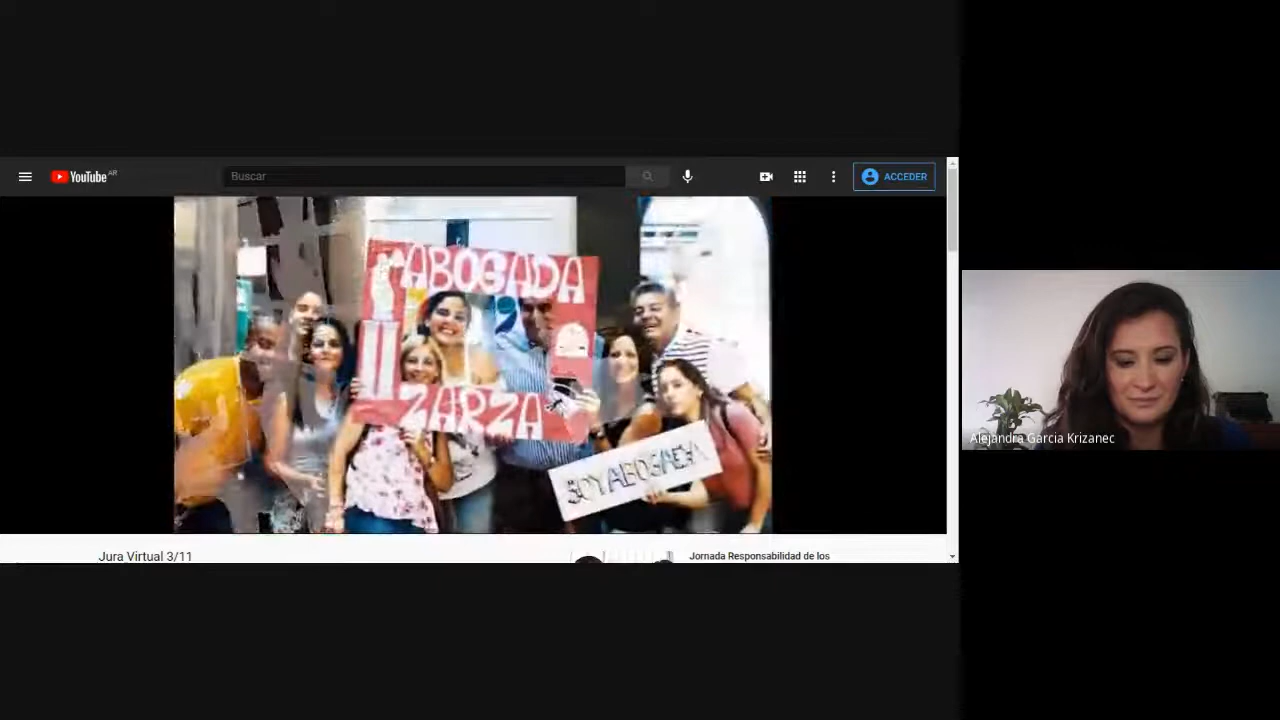 YouTube AR
Buscar
ACCEDER
ABOGADA
ZARZA
SOY ABOGADA
Jura Virtual 3/11
Jornada Responsabilidad de los
Alejandra Garcia Krizanec